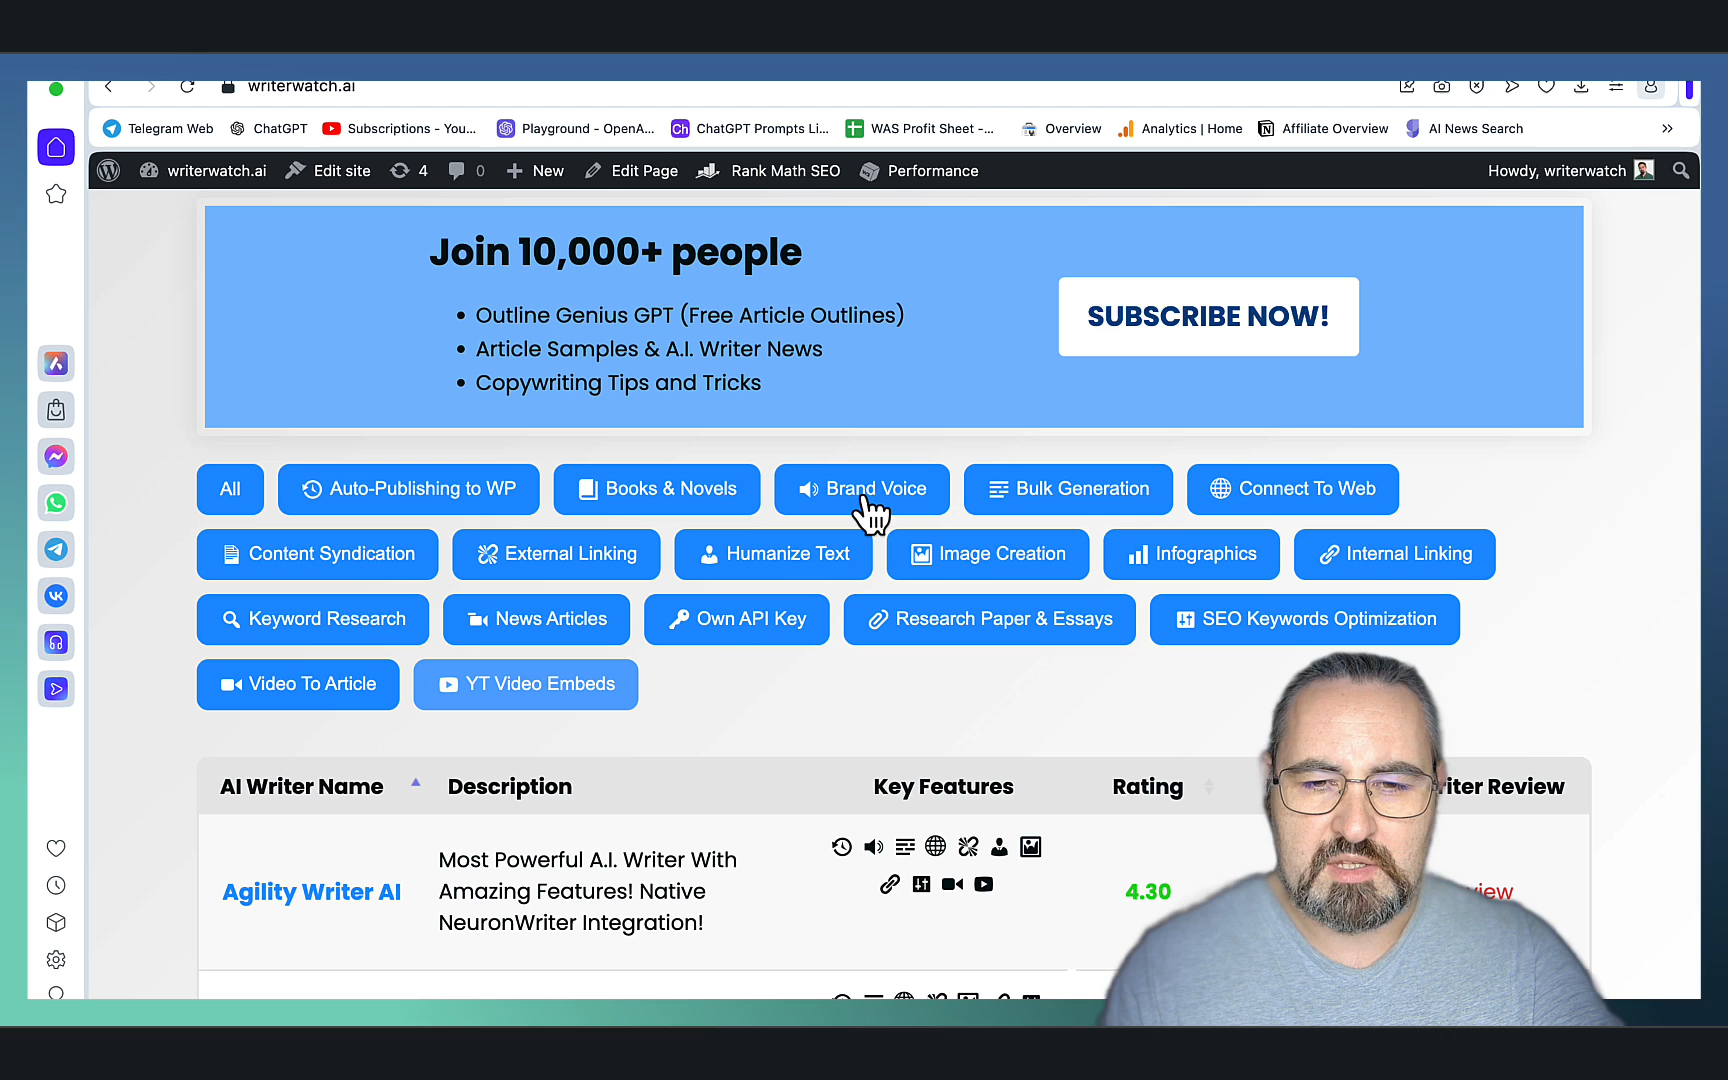 writerwatch.ai
Telegram Web ChatGPT Subscriptions - You... Playground - OpenA... ChatGPT Prompts Li... WAS Profit Sheet -... Overview Analytics | Home Affiliate Overview AI News Search »
writerwatch.ai Edit site 4 0 New Edit Page Rank Math SEO Performance Howdy, writerwatch
Join 10,000+ people
• Outline Genius GPT (Free Article Outlines)
• Article Samples & A.I. Writer News
• Copywriting Tips and Tricks
SUBSCRIBE NOW!
All Auto-Publishing to WP Books & Novels Brand Voice Bulk Generation Connect To Web
Content Syndication External Linking Humanize Text Image Creation Infographics Internal Linking
Keyword Research News Articles Own API Key Research Paper & Essays SEO Keywords Optimization
Video To Article YT Video Embeds
AI Writer Name Description Key Features Rating Review
Agility Writer AI
Most Powerful A.I. Writer With
Amazing Features! Native
NeuronWriter Integration!
4.30